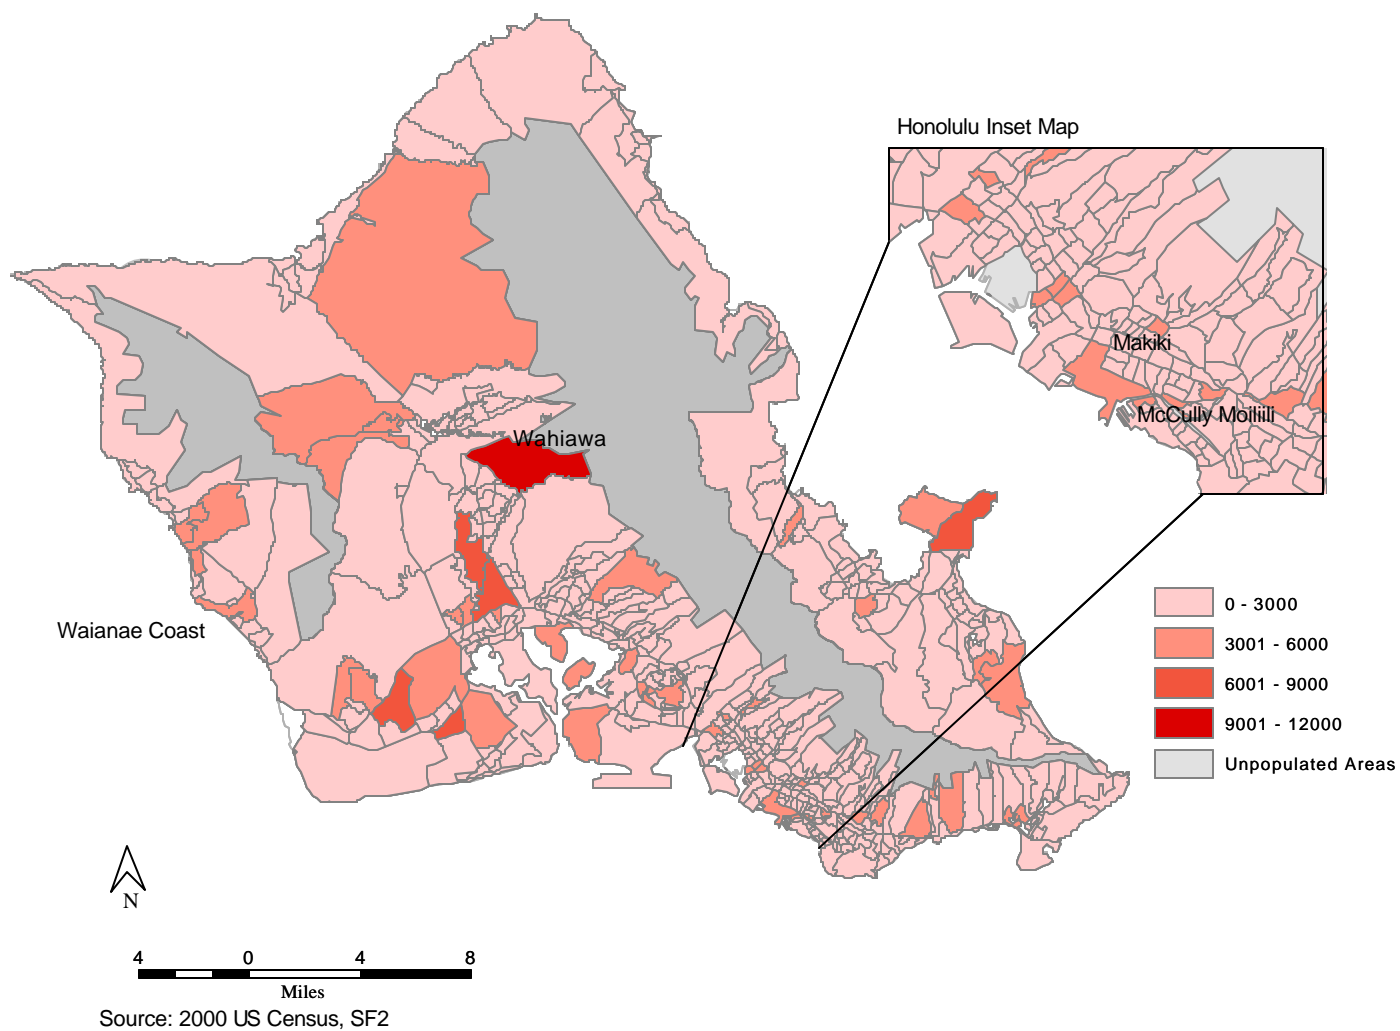 Honolulu Inset Map
Makiki
McCully Moiliili
Wahiawa
Waianae Coast
0 - 3000
3001 - 6000
6001 - 9000
9001 - 12000
Unpopulated Areas
N
4 0 4 8
Miles
Source: 2000 US Census, SF2